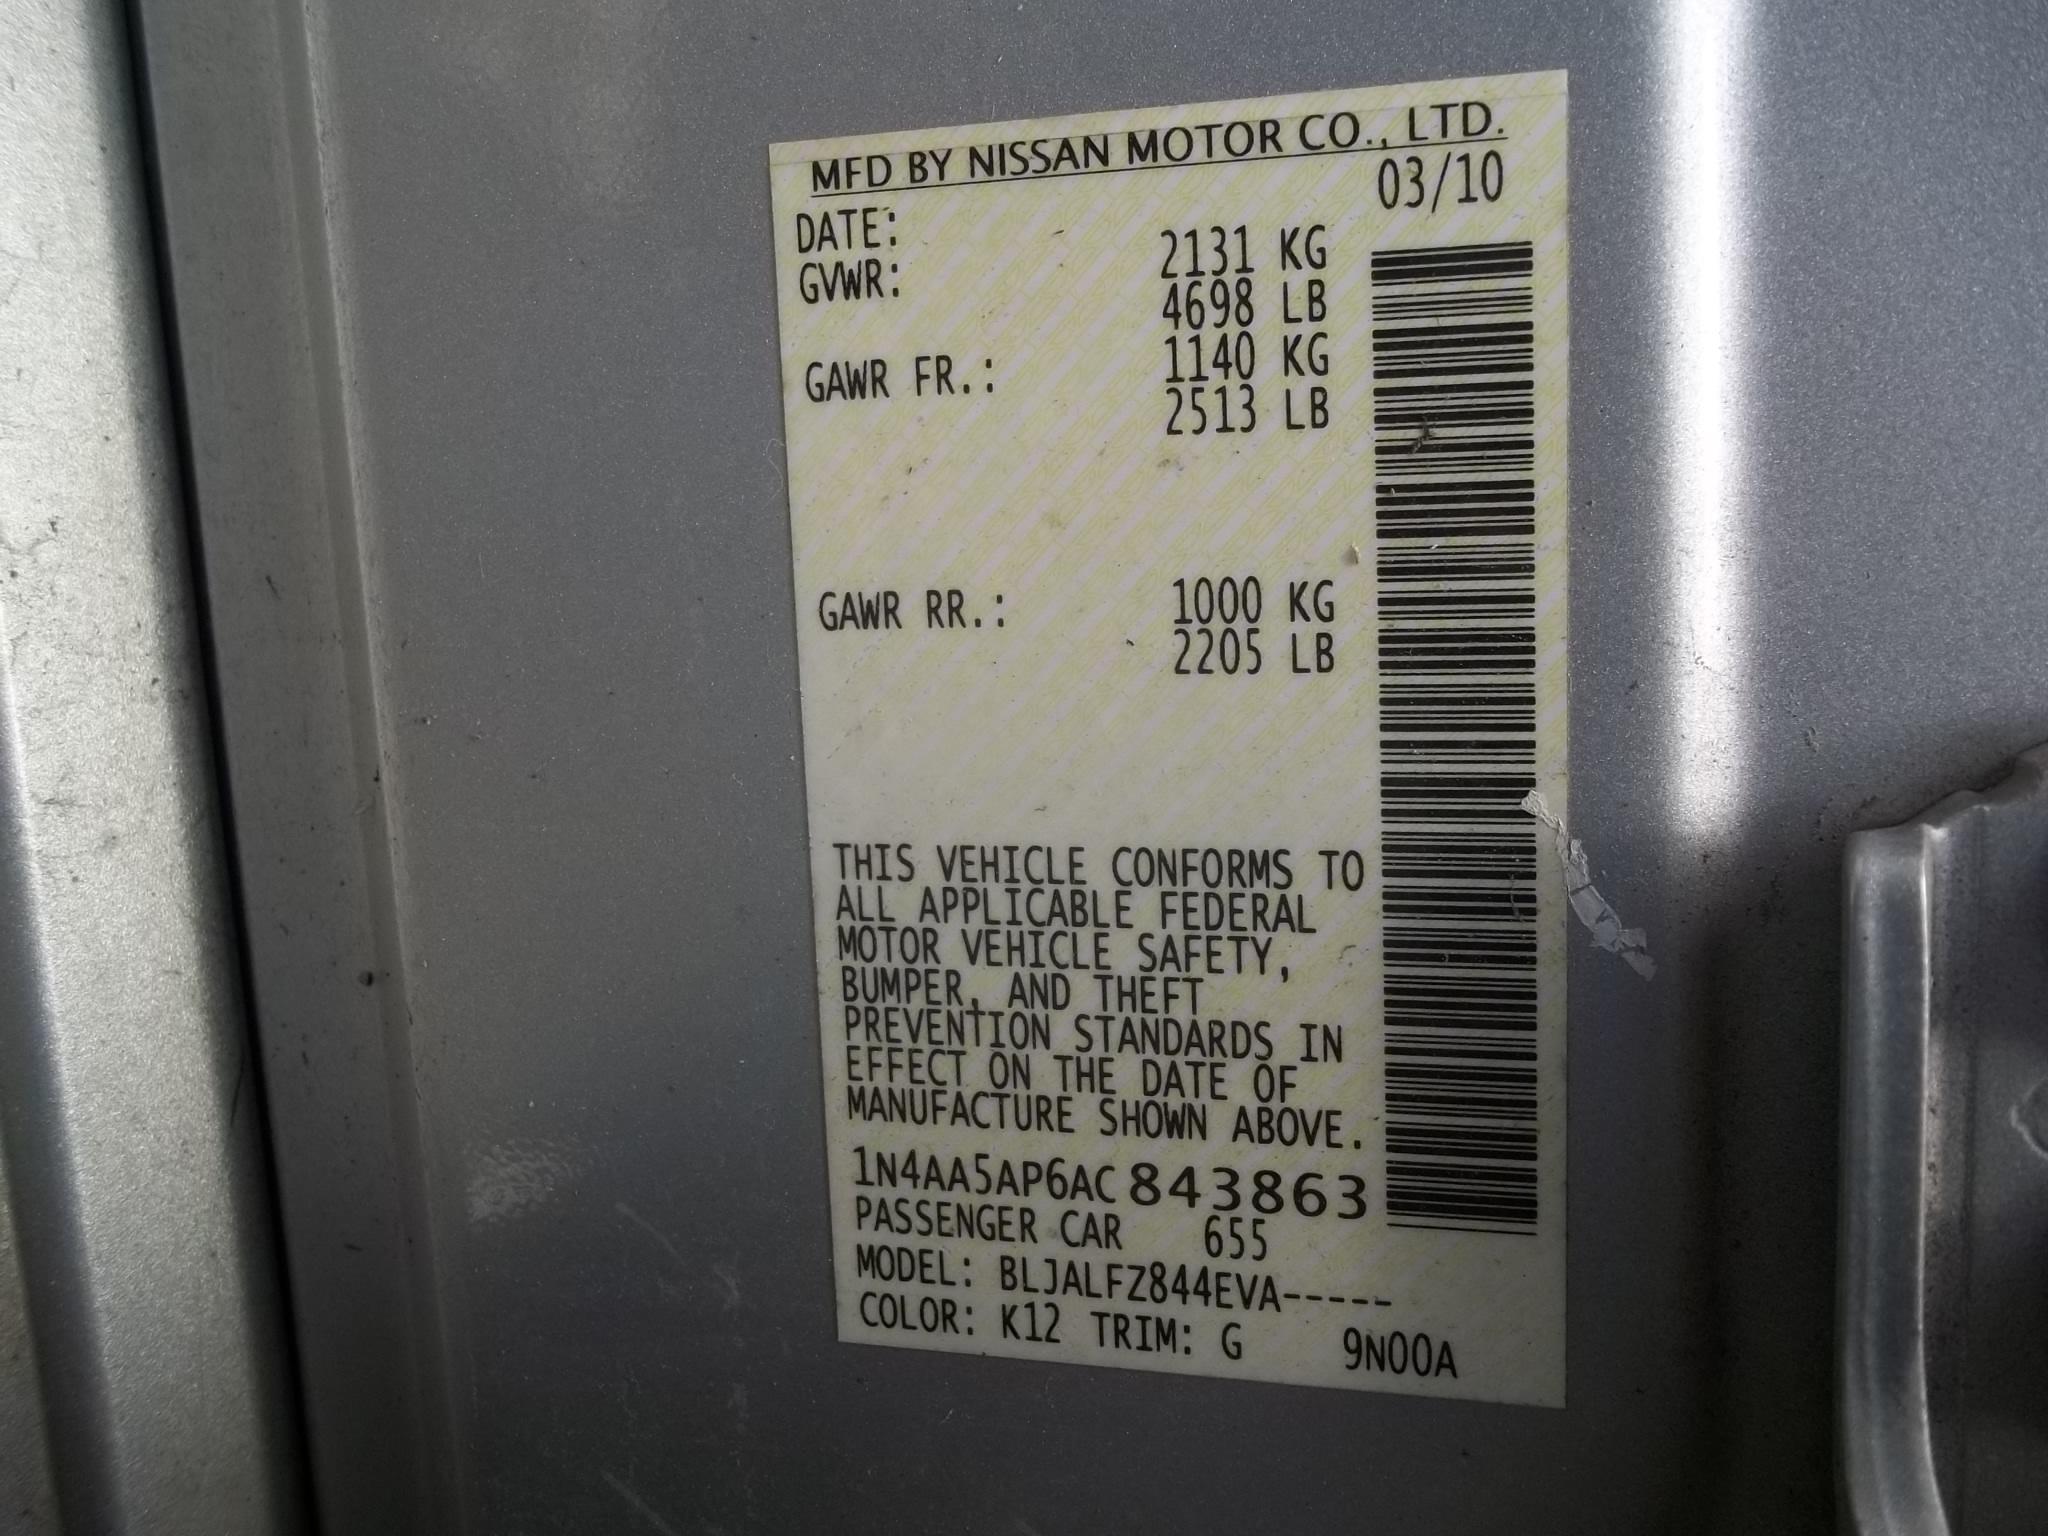 MFD BY NISSAN MOTOR CO., LTD.
DATE: 03/10
GVWR: 2131 KG
4698 LB
GAWR FR.: 1140 KG
2513 LB
GAWR RR.: 1000 KG
2205 LB
THIS VEHICLE CONFORMS TO
ALL APPLICABLE FEDERAL
MOTOR VEHICLE SAFETY,
BUMPER, AND THEFT
PREVENTION STANDARDS IN
EFFECT ON THE DATE OF
MANUFACTURE SHOWN ABOVE.
1N4AA5AP6AC843863
PASSENGER CAR 655
MODEL: BLJALFZ844EVA-----
COLOR: K12 TRIM: G 9N00A